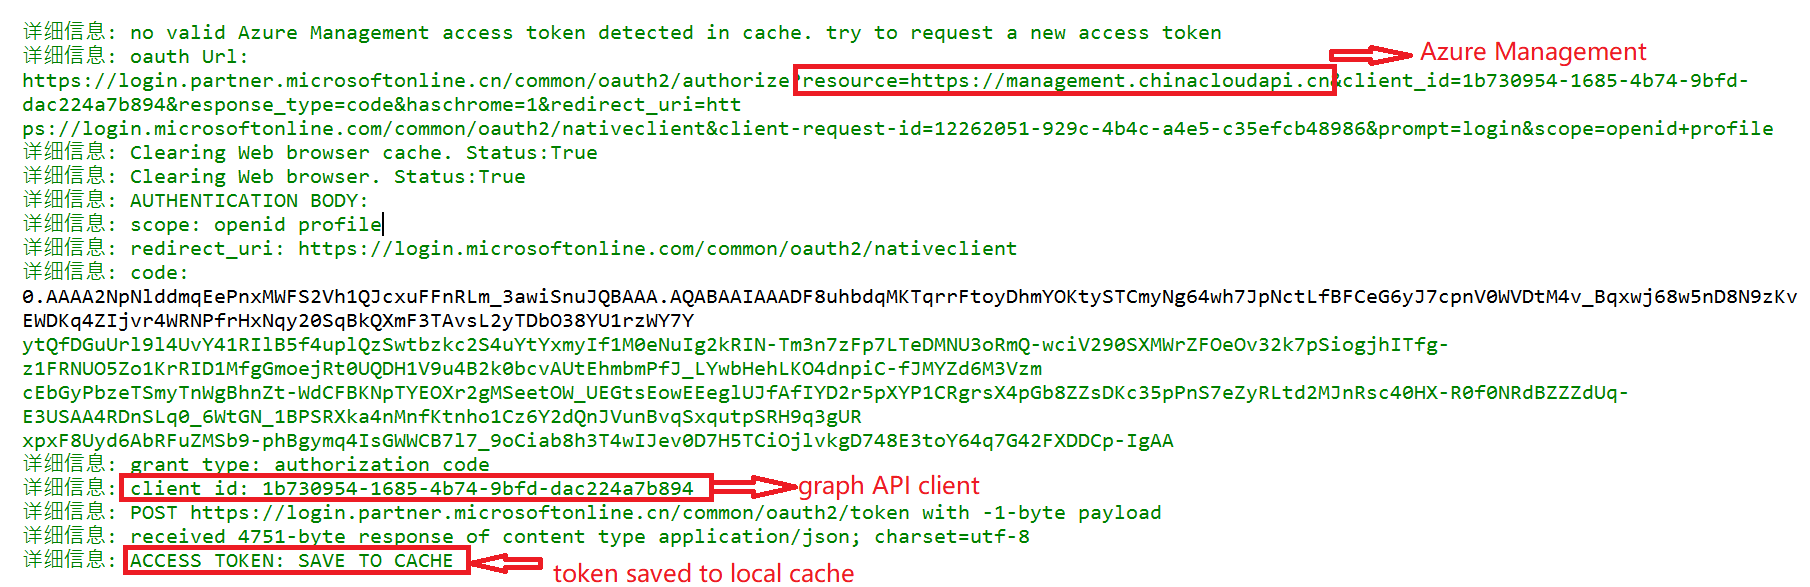 详细信息: no valid Azure Management access token detected in cache. try to request a new access token
详细信息: oauth Url:
Azure Management
https://login.partner.microsoftonline.cn/common/oauth2/authorize?resource=https://management.chinacloudapi.cn&client_id=1b730954-1685-4b74-9bfd-
dac224a7b894&response_type=code&haschrome=1&redirect_uri=htt
ps://login.microsoftonline.com/common/oauth2/nativeclient&client-request-id=12262051-929c-4b4c-a4e5-c35efcb48986&prompt=login&scope=openid+profile
详细信息: Clearing Web browser cache. Status:True
详细信息: Clearing Web browser. Status:True
详细信息: AUTHENTICATION BODY:
详细信息: scope: openid profile
详细信息: redirect_uri: https://login.microsoftonline.com/common/oauth2/nativeclient
详细信息: code:
0.AAAA2NpNlddmqEePnxMWFS2Vh1QJcxuFFnRLm_3awiSnuJQBAAA.AQABAAIAAADF8uhbdqMKTqrrFtoyDhmYOKtySTCmyNg64wh7JpNctLfBFCeG6yJ7cpnV0WVDtM4v_Bqxwj68w5nD8N9zKv
EWDKq4ZIjvr4WRNPfrHxNqy20SqBkQXmF3TAvsL2yTDbO38YU1rzWY7Y
ytQfDGuUrl9l4UvY41RIlB5f4uplQzSwtbzkc2S4uYtYxmyIf1M0eNuIg2kRIN-Tm3n7zFp7LTeDMNU3oRmQ-wciV290SXMWrZFOeOv32k7pSiogjhITfg-
z1FRNUO5Zo1KrRID1MfgGmoejRt0UQDH1V9u4B2k0bcvAUtEhmbmPfJ_LYwbHehLKO4dnpiC-fJMYZd6M3Vzm
cEbGyPbzeTSmyTnWgBhnZt-WdCFBKNpTYEOXr2gMSeetOW_UEGtsEowEEeglUJfAfIYD2r5pXYP1CRgrsX4pGb8ZZsDKc35pPnS7eZyRLtd2MJnRsc40HX-R0f0NRdBZZZdUq-
E3USAA4RDnSLq0_6WtGN_1BPSRXka4nMnfKtnho1Cz6Y2dQnJVunBvqSxqutpSRH9q3gUR
xpxF8Uyd6AbRFuZMSb9-phBgymq4IsGWWCB7l7_9oCiab8h3T4wIJev0D7H5TCiOjlvkgD748E3toY64q7G42FXDDCp-IgAA
详细信息: grant_type: authorization_code
详细信息: client_id: 1b730954-1685-4b74-9bfd-dac224a7b894
graph API client
详细信息: POST https://login.partner.microsoftonline.cn/common/oauth2/token with -1-byte payload
详细信息: received 4751-byte response of content type application/json; charset=utf-8
详细信息: ACCESS TOKEN: SAVE TO CACHE
token saved to local cache